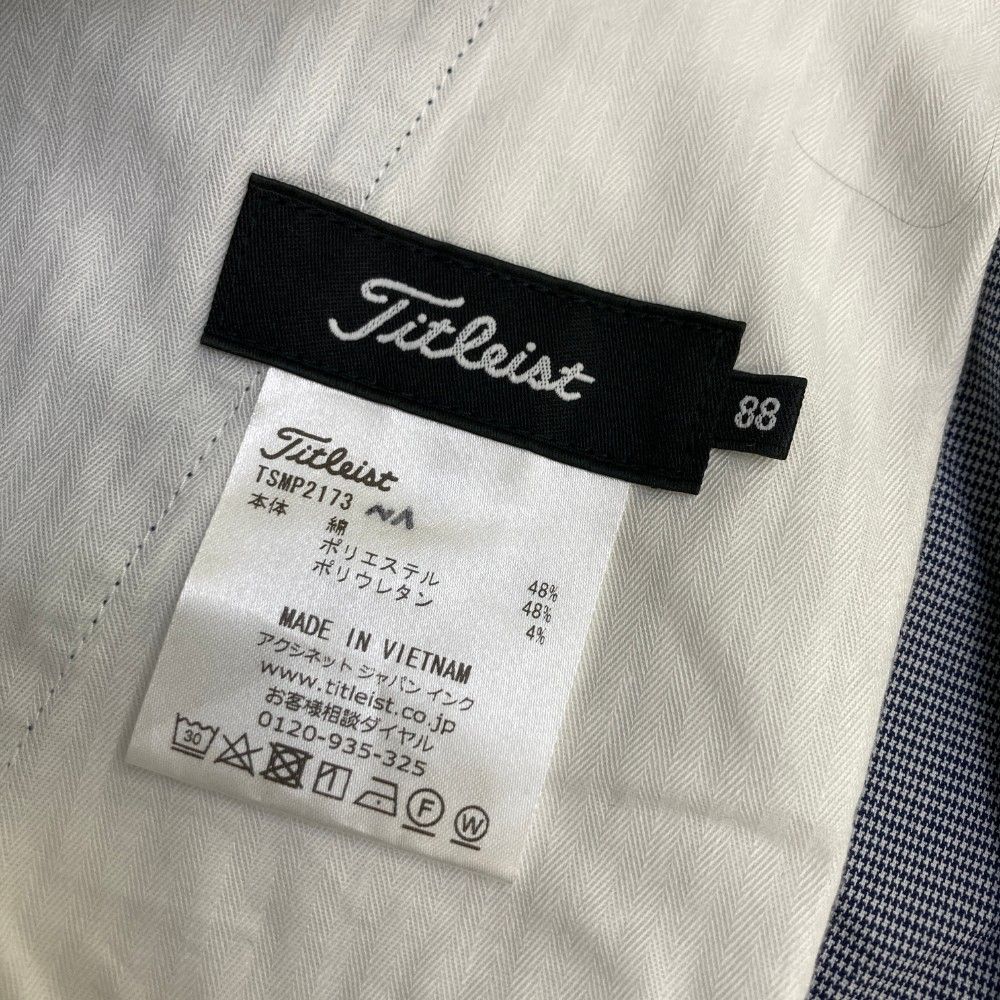 Titleist
88
Titleist
TSMP2173 NA
本体 綿 48%
ポリエステル 48%
ポリウレタン 4%
MADE IN VIETNAM
アクシネット ジャパン インク
www.titleist.co.jp
お客様相談ダイヤル
0120-935-325
30
F
W